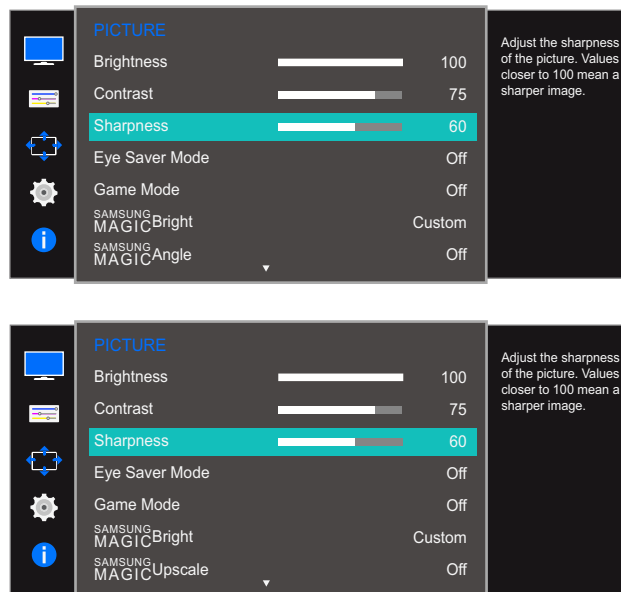 PICTURE
Brightness 100
Contrast 75
Sharpness 60
Eye Saver Mode Off
Game Mode Off
SAMSUNG
MAGICBright Custom
SAMSUNG
MAGICAngle Off
Adjust the sharpness
of the picture. Values
closer to 100 mean a
sharper image.
PICTURE
Brightness 100
Contrast 75
Sharpness 60
Eye Saver Mode Off
Game Mode Off
SAMSUNG
MAGICBright Custom
SAMSUNG
MAGICUpscale Off
Adjust the sharpness
of the picture. Values
closer to 100 mean a
sharper image.